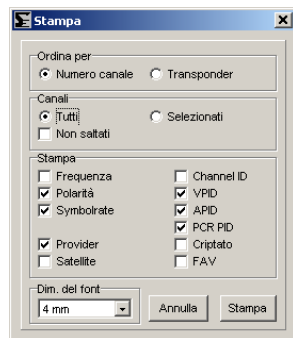 Stampa
Ordina per
Numero canale Transponder
Canali
Tutti Selezionati
Non saltati
Stampa
Frequenza Channel ID
Polarità VPID
Symbolrate APID
PCR PID
Provider Criptato
Satellite FAV
Dim. del font
4 mm Annulla Stampa